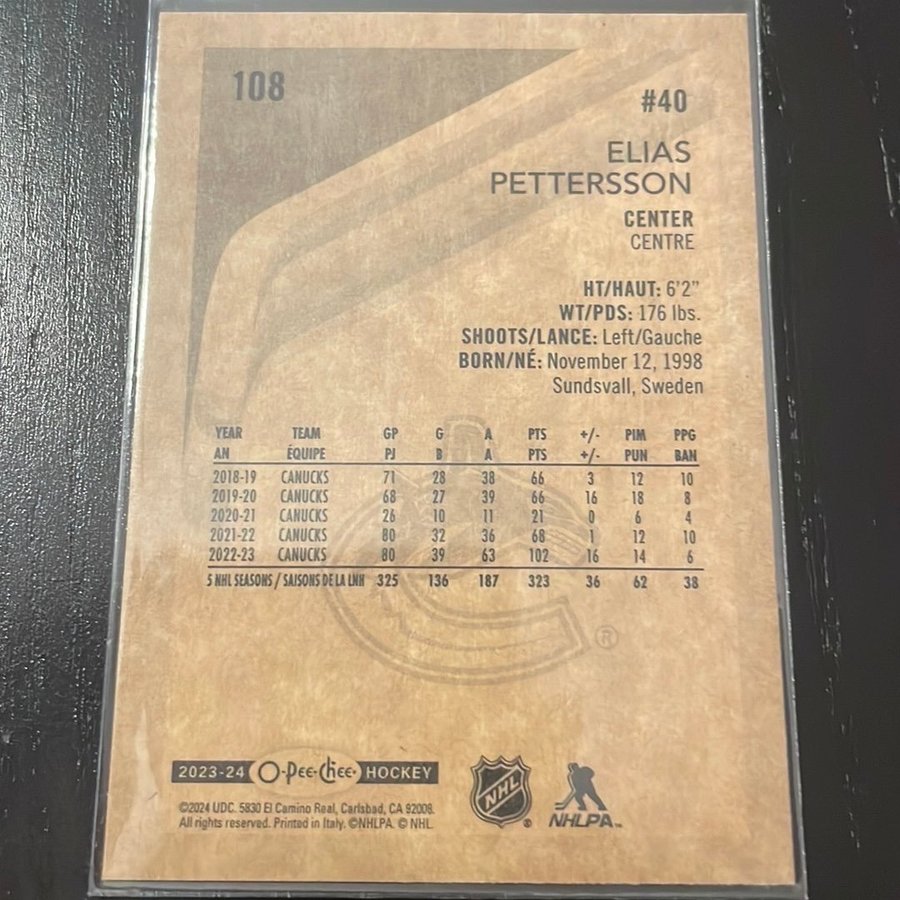 108
#40
ELIAS
PETTERSSON
CENTER
CENTRE
HT/HAUT: 6'2"
WT/PDS: 176 lbs.
SHOOTS/LANCE: Left/Gauche
BORN/NÉ: November 12, 1998
Sundsvall, Sweden
YEAR TEAM GP G A PTS +/- PIM PPG
AN ÉQUIPE PJ B A PTS +/- PUN BAN
2018-19 CANUCKS 71 28 38 66 3 12 10
2019-20 CANUCKS 68 27 39 66 16 18 8
2020-21 CANUCKS 26 10 11 21 0 6 4
2021-22 CANUCKS 80 32 36 68 1 12 10
2022-23 CANUCKS 80 39 63 102 16 14 6
5 NHL SEASONS / SAISONS DE LA LNH 325 136 187 323 36 62 38
®
2023-24 O-Pee-Chee® HOCKEY
©2024 UDC. 5830 El Camino Real, Carlsbad, CA 92008.
All rights reserved. Printed in Italy. ©NHLPA. © NHL.
NHL ®
NHLPA™